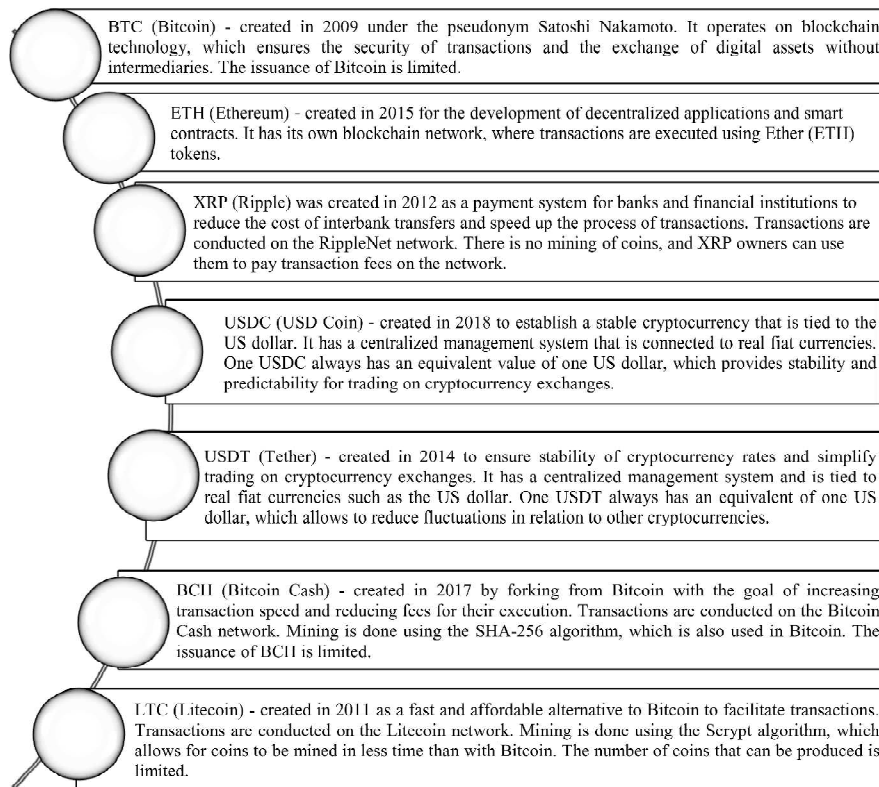 BTC (Bitcoin) - created in 2009 under the pseudonym Satoshi Nakamoto. It operates on blockchain
technology, which ensures the security of transactions and the exchange of digital assets without
intermediaries. The issuance of Bitcoin is limited.
ETH (Ethereum) - created in 2015 for the development of decentralized applications and smart
contracts. It has its own blockchain network, where transactions are executed using Ether (ETH)
tokens.
XRP (Ripple) was created in 2012 as a payment system for banks and financial institutions to
reduce the cost of interbank transfers and speed up the process of transactions. Transactions are
conducted on the RippleNet network. There is no mining of coins, and XRP owners can use
them to pay transaction fees on the network.
USDC (USD Coin) - created in 2018 to establish a stable cryptocurrency that is tied to the
US dollar. It has a centralized management system that is connected to real fiat currencies.
One USDC always has an equivalent value of one US dollar, which provides stability and
predictability for trading on cryptocurrency exchanges.
USDT (Tether) - created in 2014 to ensure stability of cryptocurrency rates and simplify
trading on cryptocurrency exchanges. It has a centralized management system and is tied to
real fiat currencies such as the US dollar. One USDT always has an equivalent of one US
dollar, which allows to reduce fluctuations in relation to other cryptocurrencies.
BCH (Bitcoin Cash) - created in 2017 by forking from Bitcoin with the goal of increasing
transaction speed and reducing fees for their execution. Transactions are conducted on the Bitcoin
Cash network. Mining is done using the SHA-256 algorithm, which is also used in Bitcoin. The
issuance of BCH is limited.
LTC (Litecoin) - created in 2011 as a fast and affordable alternative to Bitcoin to facilitate transactions.
Transactions are conducted on the Litecoin network. Mining is done using the Scrypt algorithm, which
allows for coins to be mined in less time than with Bitcoin. The number of coins that can be produced is
limited.